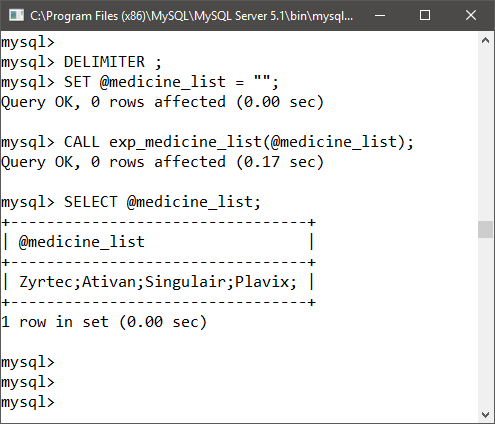 C:\Program Files (x86)\MySQL\MySQL Server 5.1\bin\mysql...
mysql>
mysql> DELIMITER ;
mysql> SET @medicine_list = "";
Query OK, 0 rows affected (0.00 sec)
mysql> CALL exp_medicine_list(@medicine_list);
Query OK, 0 rows affected (0.17 sec)
mysql> SELECT @medicine_list;
+---------------------------------+
| @medicine_list                  |
+---------------------------------+
| Zyrtec;Ativan;Singulair;Plavix; |
+---------------------------------+
1 row in set (0.00 sec)
mysql>
mysql>
mysql>